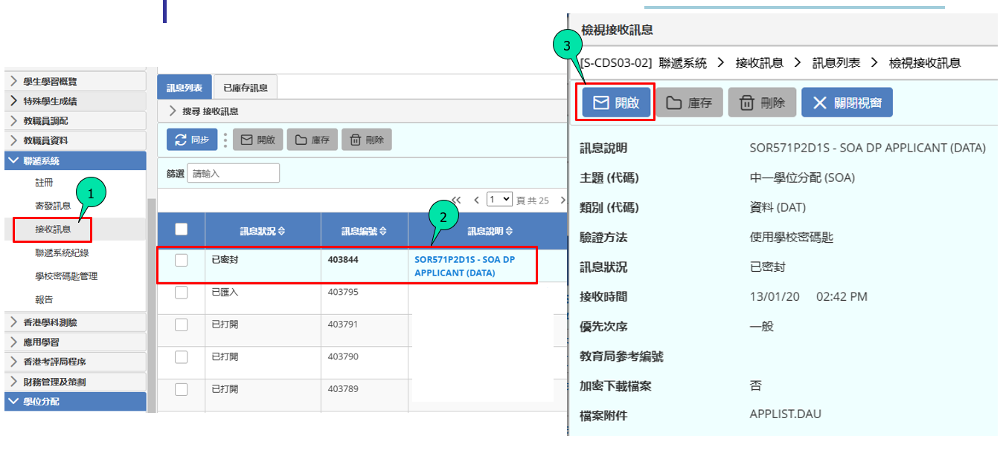 學生學習概覽
特殊學生成績
教職員調配
教職員資料
聯遞系統
註冊
寄發訊息
接收訊息
聯遞系統紀錄
學校密碼匙管理
報告
香港學科測驗
應用學習
香港考評局程序
財務管理及策劃
學位分配
1
訊息列表 已庫存訊息
搜尋 接收訊息
同步 開啟 庫存 刪除
篩選 請輸入
1 頁 共 25
2
訊息狀況 訊息編號 訊息說明
已密封 403844 SOR571P2D1S - SOA DP
APPLICANT (DATA)
已匯入 403795
已打開 403791
已打開 403790
已打開 403789
檢視接收訊息
3
[S-CDS03-02] 聯遞系統 > 接收訊息 > 訊息列表 > 檢視接收訊息
開啟 庫存 刪除 關閉視窗
訊息說明 SOR571P2D1S - SOA DP APPLICANT (DATA)
主題 (代碼) 中一學位分配 (SOA)
類別 (代碼) 資料 (DAT)
驗證方法 使用學校密碼匙
訊息狀況 已密封
接收時間 13/01/20 02:42 PM
優先次序 一般
教育局參考編號
加密下載檔案 否
檔案附件 APPLIST.DAU